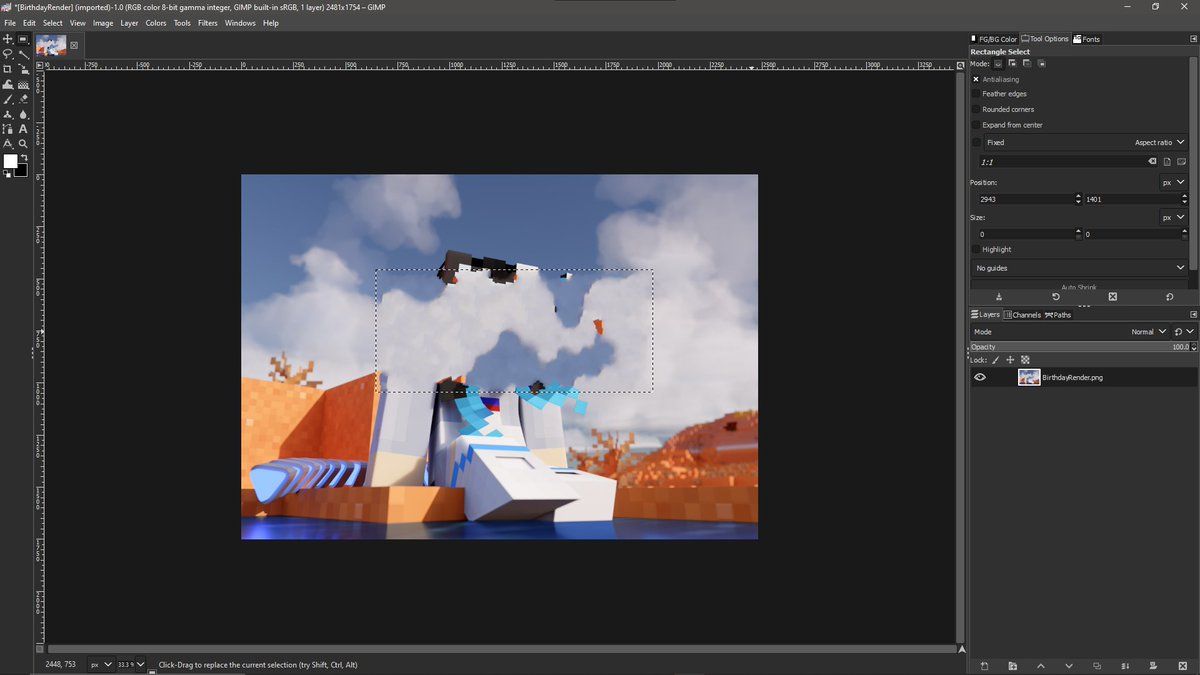 *[BirthdayRender] (imported)-1.0 (RGB color 8-bit gamma integer, GIMP built-in sRGB, 1 layer) 2481x1754 – GIMP
File Edit Select View Image Layer Colors Tools Filters Windows Help
FG/BG Color Tool Options Fonts
Rectangle Select
Mode:
Antialiasing
Feather edges
Rounded corners
Expand from center
Fixed Aspect ratio
1:1
Position: px
2943 1401
Size: px
0 0
Highlight
No guides
Auto Shrink
Layers Channels Paths
Mode Normal
Opacity 100.0
Lock:
BirthdayRender.png
-750 -500 -250 0 250 500 750 1000 1250 1500 1750 2000 2250 2500 2750 3000 3250
2448, 753 px 33.3 % Click-Drag to replace the current selection (try Shift, Ctrl, Alt)